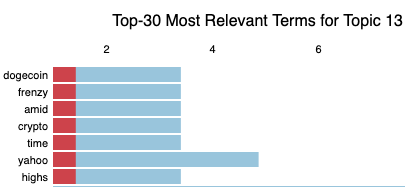 Top-30 Most Relevant Terms for Topic 13
2 4 6
dogecoin
frenzy
amid
crypto
time
yahoo
highs